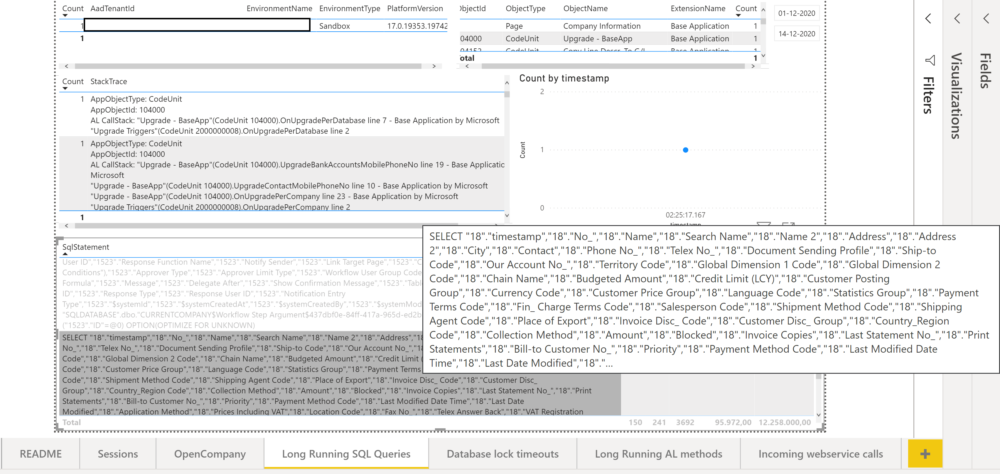 Count AadTenantId EnvironmentName EnvironmentType PlatformVersion
1 Sandbox 17.0.19353.19742
1
ObjectId ObjectType ObjectName ExtensionName Count
Page Company Information Base Application 1
04000 CodeUnit Upgrade - BaseApp Base Application 1
04152 CodeUnit Copy Line Descr. To G/L Base Application 1
Total 1
01-12-2020
14-12-2020
Count StackTrace
1 AppObjectType: CodeUnit
AppObjectId: 104000
AL CallStack: "Upgrade - BaseApp"(CodeUnit 104000).OnUpgradePerDatabase line 7 - Base Application by Microsoft
"Upgrade Triggers"(CodeUnit 2000000008).OnUpgradePerDatabase line 2
1 AppObjectType: CodeUnit
AppObjectId: 104000
AL CallStack: "Upgrade - BaseApp"(CodeUnit 104000).UpgradeBankAccountsMobilePhoneNo line 19 - Base Applicatio
Microsoft
"Upgrade - BaseApp"(CodeUnit 104000).UpgradeContactMobilePhoneNo line 10 - Base Application by Microsoft
"Upgrade - BaseApp"(CodeUnit 104000).OnUpgradePerCompany line 23 - Base Application by Microsoft
"Upgrade Triggers"(CodeUnit 2000000008).OnUpgradePerCompany line 2
1
Count by timestamp
2
1
0
Count
02:25:17.167
timestamp
SqlStatement
User ID","1523"."Response Function Name","1523"."Notify Sender","1523"."Link Target Page","1523"."C
Conditions"),"1523"."Approver Type","1523"."Approver Limit Type","1523"."Workflow User Group Code
Formula","1523"."Message","1523"."Delegate After","1523"."Show Confirmation Message","1523"."Tabl
ID","1523"."Response Type","1523"."Response User ID","1523"."Notification Entry
Type","1523"."$systemId","1523"."$systemCreatedAt","1523"."$systemCreatedBy","1523"."$systemMod
"SQLDATABASE".dbo."CURRENTCOMPANY$Workflow Step Argument$437dbf0e-84ff-417a-965d-ed2b
("1523"."ID"=@0) OPTION(OPTIMIZE FOR UNKNOWN)
SELECT "18"."timestamp","18"."No_","18"."Name","18"."Search Name","18"."Name 2","18"."Address","18
No_","18"."Telex No_","18"."Document Sending Profile","18"."Ship-to Code","18"."Our Account No_","18
Code","18"."Global Dimension 2 Code","18"."Chain Name","18"."Budgeted Amount","18"."Credit Limit (
Code","18"."Customer Price Group","18"."Language Code","18"."Statistics Group","18"."Payment Terms
Code","18"."Shipment Method Code","18"."Shipping Agent Code","18"."Place of Export","18"."Invoice Disc_ Code","18"."Customer Disc_
Group","18"."Country_Region Code","18"."Collection Method","18"."Amount","18"."Blocked","18"."Invoice Copies","18"."Last Statement No_","18"."Print
Statements","18"."Bill-to Customer No_","18"."Priority","18"."Payment Method Code","18"."Last Modified Date Time","18"."Last Date
Modified","18"."Application Method","18"."Prices Including VAT","18"."Location Code","18"."Fax No_","18"."Telex Answer Back","18"."VAT Registration
Total 150 241 3692 95.972,00 12.258.000,00
SELECT "18"."timestamp","18"."No_","18"."Name","18"."Search Name","18"."Name 2","18"."Address","18"."Address
2","18"."City","18"."Contact","18"."Phone No_","18"."Telex No_","18"."Document Sending Profile","18"."Ship-to
Code","18"."Our Account No_","18"."Territory Code","18"."Global Dimension 1 Code","18"."Global Dimension 2
Code","18"."Chain Name","18"."Budgeted Amount","18"."Credit Limit (LCY)","18"."Customer Posting
Group","18"."Currency Code","18"."Customer Price Group","18"."Language Code","18"."Statistics Group","18"."Payment
Terms Code","18"."Fin_ Charge Terms Code","18"."Salesperson Code","18"."Shipment Method Code","18"."Shipping
Agent Code","18"."Place of Export","18"."Invoice Disc_ Code","18"."Customer Disc_ Group","18"."Country_Region
Code","18"."Collection Method","18"."Amount","18"."Blocked","18"."Invoice Copies","18"."Last Statement No_","18"."Print
Statements","18"."Bill-to Customer No_","18"."Priority","18"."Payment Method Code","18"."Last Modified Date
Time","18"."Last Date Modified","18"."...
Filters
Visualizations
Fields
README Sessions OpenCompany Long Running SQL Queries Database lock timeouts Long Running AL methods Incoming webservice calls +